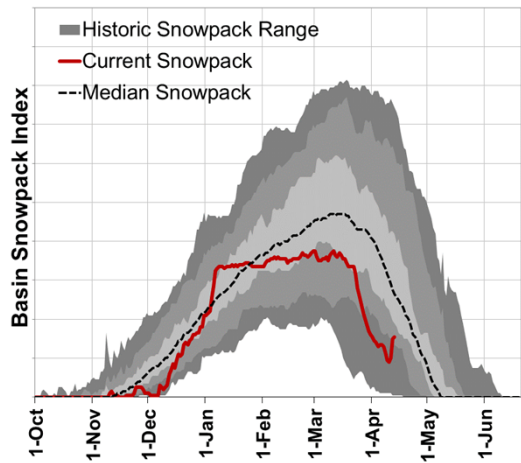 Historic Snowpack Range
Current Snowpack
Median Snowpack
Basin Snowpack Index
1-Oct
1-Nov
1-Dec
1-Jan
1-Feb
1-Mar
1-Apr
1-May
1-Jun